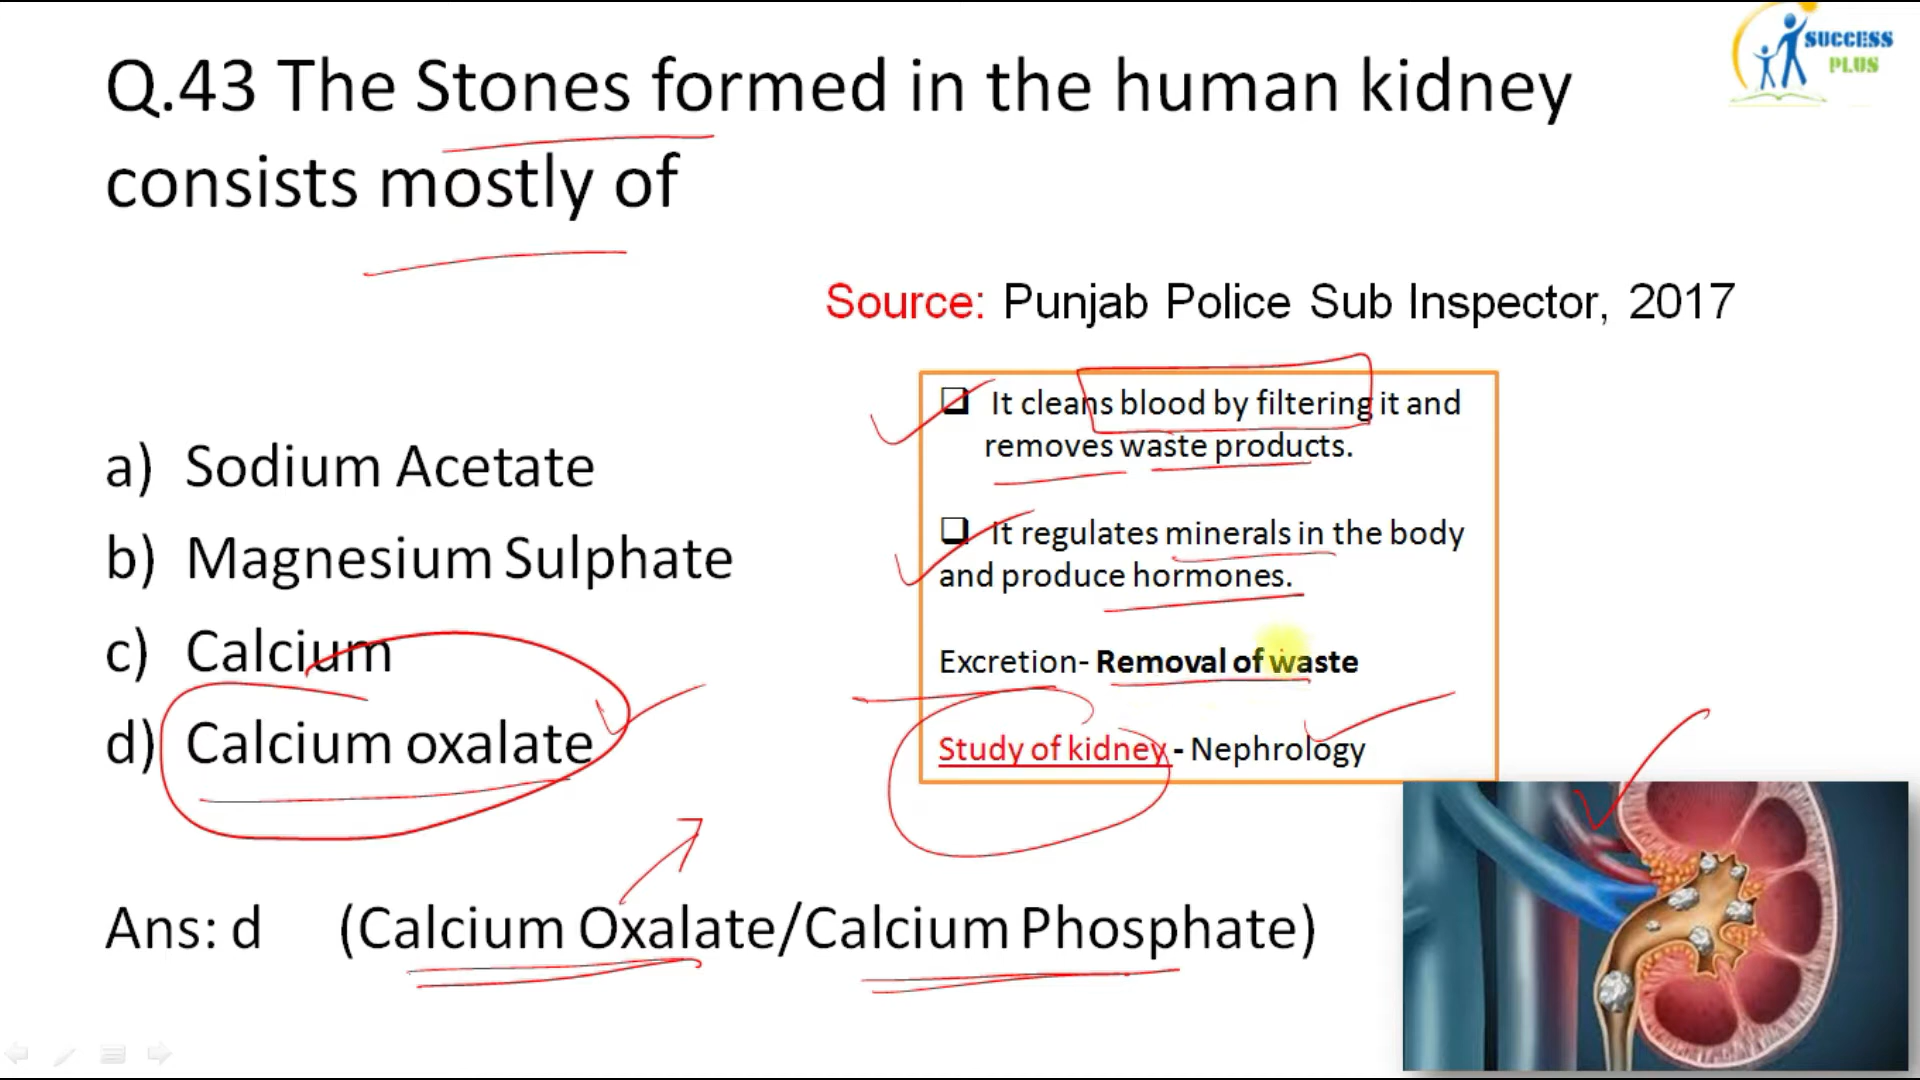 SUCCESS
PLUS
Q.43 The Stones formed in the human kidney
consists mostly of
Source: Punjab Police Sub Inspector, 2017
It cleans blood by filtering it and
removes waste products.
It regulates minerals in the body
and produce hormones.
Excretion- Removal of waste
Study of kidney - Nephrology
a) Sodium Acetate
b) Magnesium Sulphate
c) Calcium
d) Calcium oxalate
Ans: d (Calcium Oxalate/Calcium Phosphate)